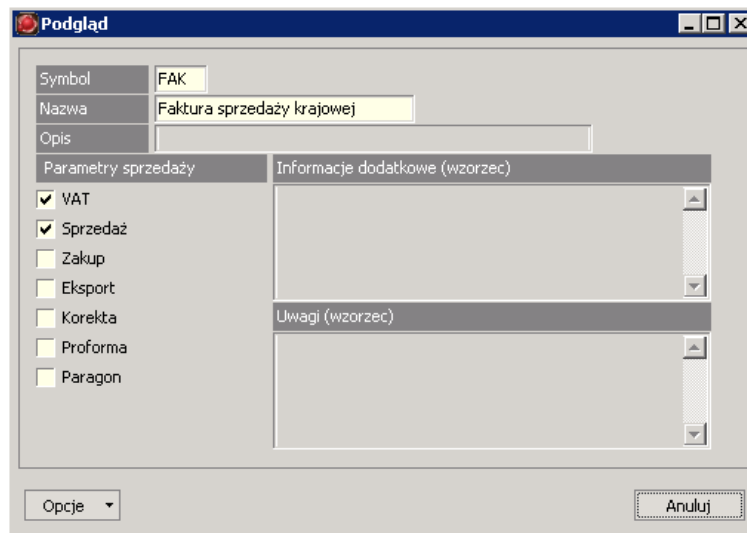 Podgląd
Symbol FAK
Nazwa Faktura sprzedaży krajowej
Opis
Parametry sprzedaży Informacje dodatkowe (wzorzec)
VAT
Sprzedaż
Zakup
Eksport
Korekta
Uwagi (wzorzec)
Proforma
Paragon
Opcje Anuluj